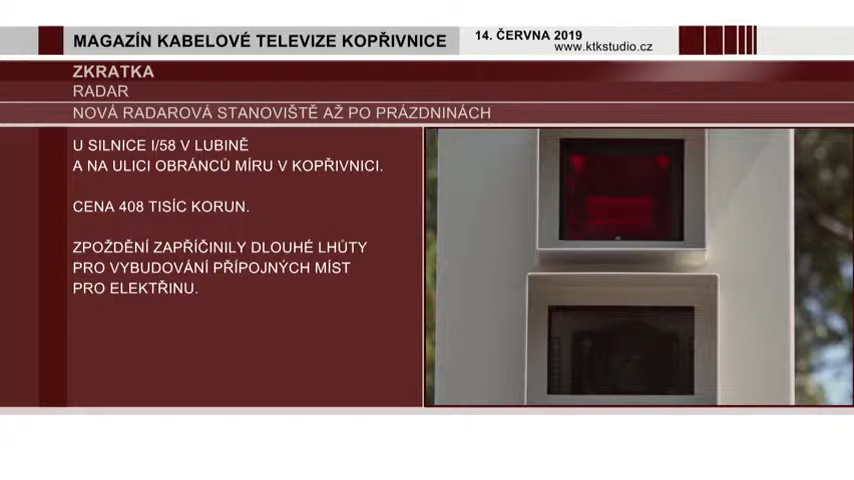 MAGAZÍN KABELOVÉ TELEVIZE KOPŘIVNICE
14. ČERVNA 2019
www.ktkstudio.cz
ZKRATKA
RADAR
NOVÁ RADAROVÁ STANOVIŠTĚ AŽ PO PRÁZDNINÁCH
U SILNICE I/58 V LUBINĚ
A NA ULICI OBRÁNCŮ MÍRU V KOPŘIVNICI.
CENA 408 TISÍC KORUN.
ZPOŽDĚNÍ ZAPŘÍČINILY DLOUHÉ LHŮTY
PRO VYBUDOVÁNÍ PŘÍPOJNÝCH MÍST
PRO ELEKTŘINU.